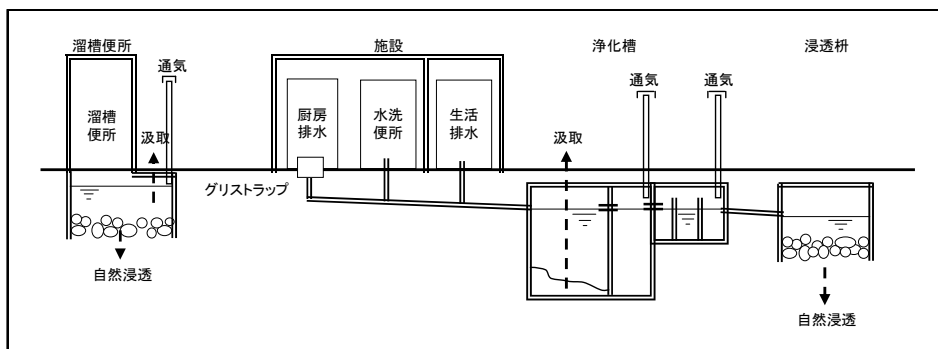 溜槽便所
施設
浄化槽
浸透枡
通気
通気
通気
溜槽
便所
汲取
厨房
排水
水洗
便所
生活
排水
汲取
グリストラップ
自然浸透
自然浸透